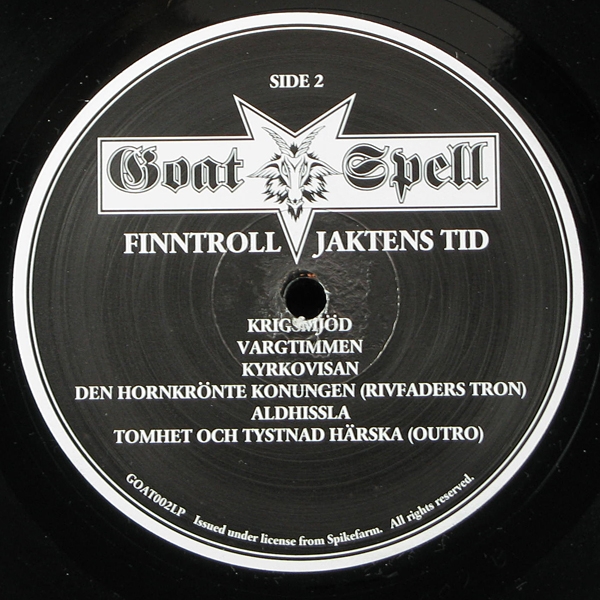 SIDE 2
Goat Spell
FINNTROLL JAKTENS TID
KRIGSMJÖD
VARGTIMMEN
KYRKOVISAN
DEN HORNKRÖNTE KONUNGEN (RIVFADERS TRON)
ALDHISSLA
TOMHET OCH TYSTNAD HÄRSKA (OUTRO)
GOAT002LP Issued under license from Spikefarm. All rights reserved.